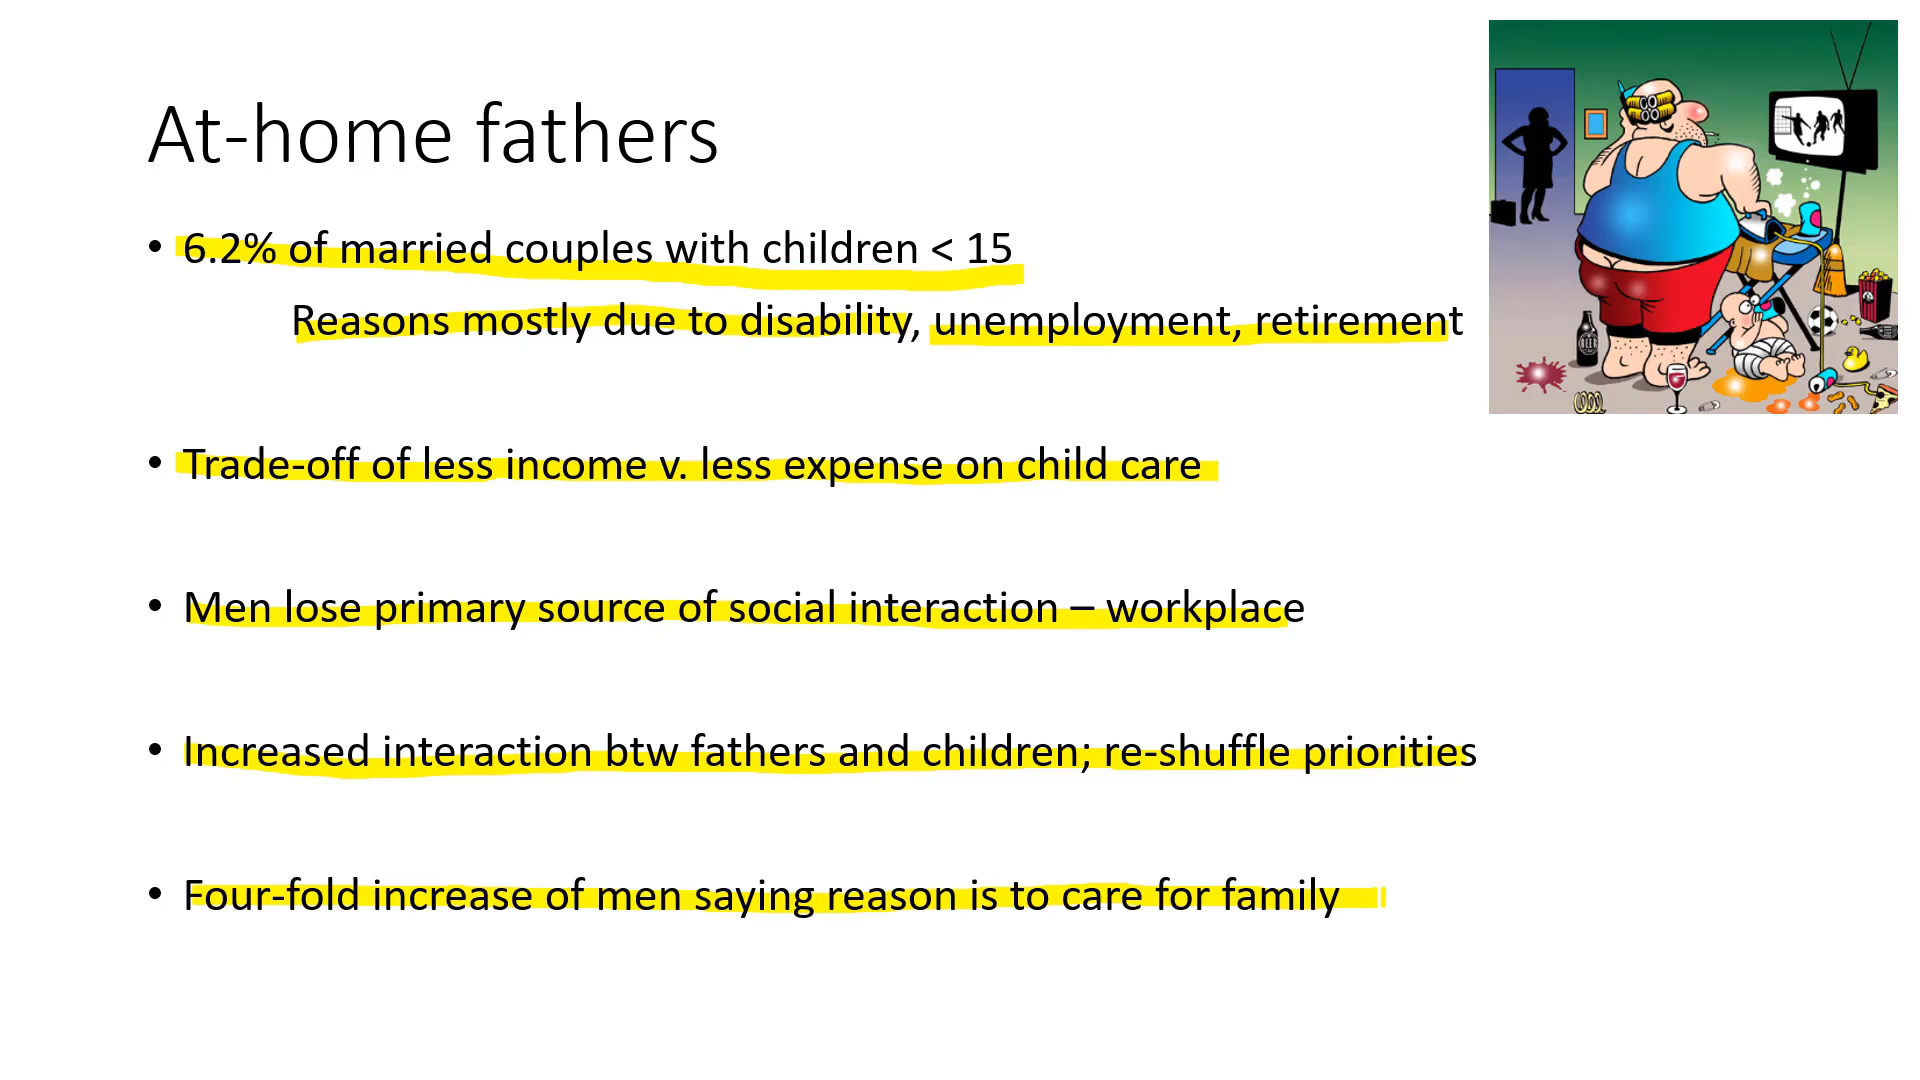 At-home fathers
• 6.2% of married couples with children < 15
Reasons mostly due to disability, unemployment, retirement
• Trade-off of less income v. less expense on child care
• Men lose primary source of social interaction – workplace
• Increased interaction btw fathers and children; re-shuffle priorities
• Four-fold increase of men saying reason is to care for family
BEER